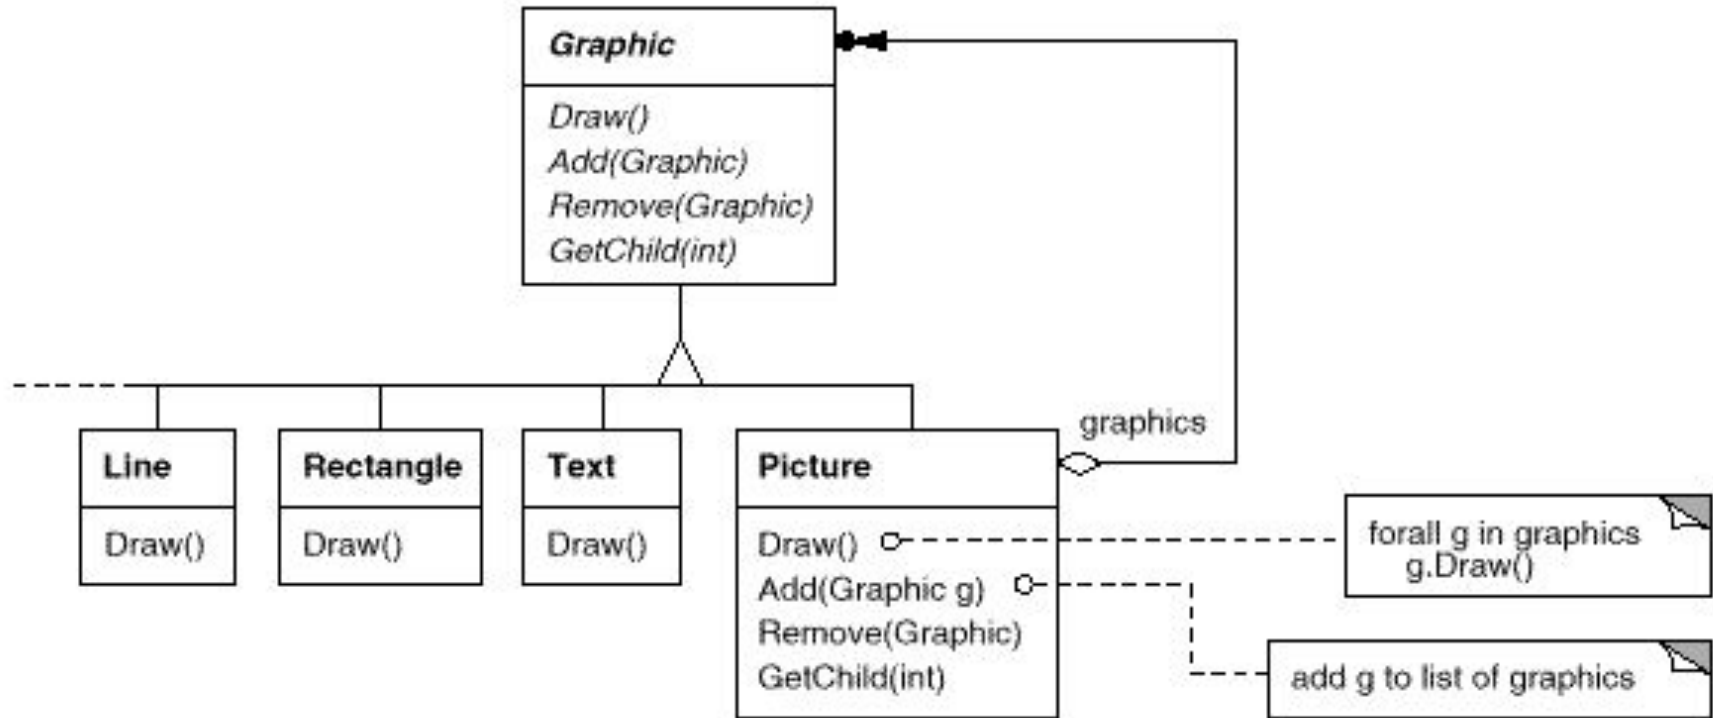 Graphic
Draw()
Add(Graphic)
Remove(Graphic)
GetChild(int)
graphics
Line
Draw()
Rectangle
Draw()
Text
Draw()
Picture
Draw()
Add(Graphic g)
Remove(Graphic)
GetChild(int)
forall g in graphics
g.Draw()
add g to list of graphics